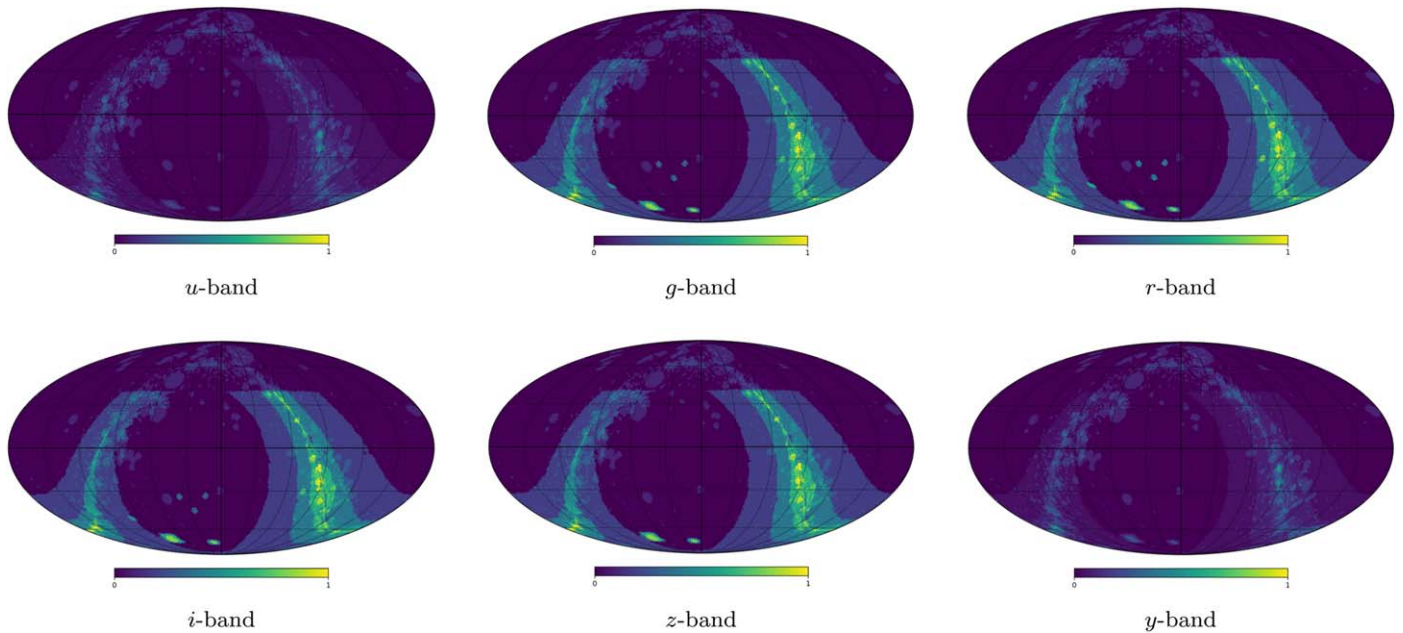 0 1 0 1 0 1
u-band g-band r-band
0 1 0 1 0 1
i-band z-band y-band